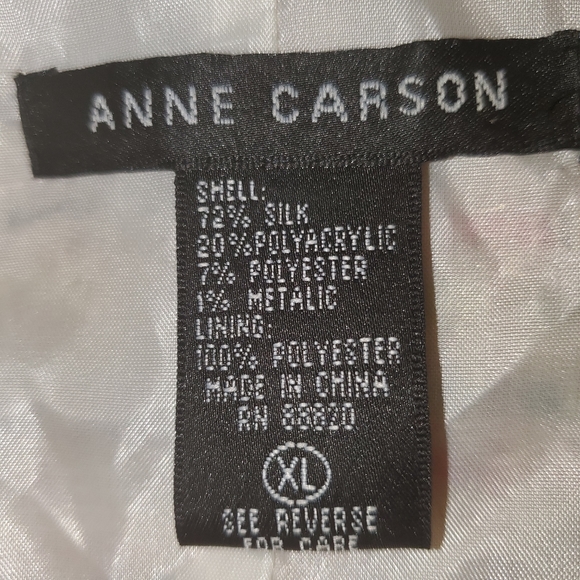 ANNE CARSON
SHELL:
72% SILK
20%POLYACRYLIC
7% POLYESTER
1% METALIC
LINING:
100% POLYESTER
MADE IN CHINA
RN 88820
XL
SEE REVERSE
FOR CARE